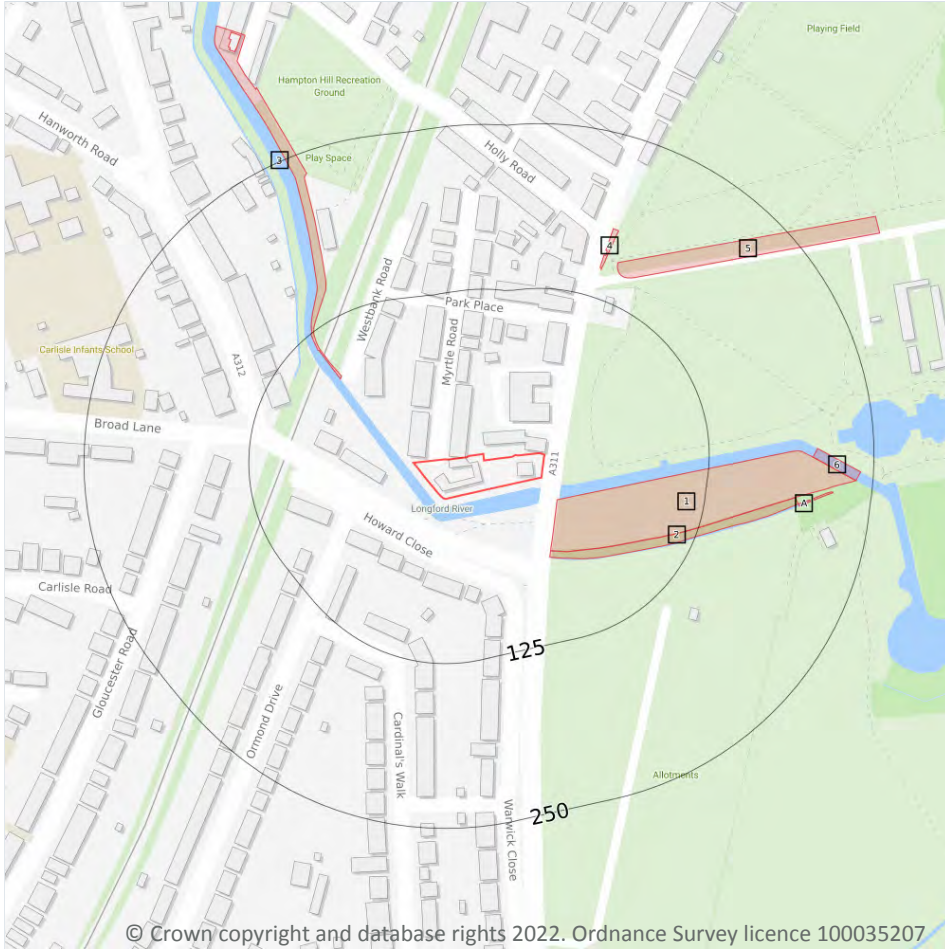 Playing Field
Hampton Hill Recreation
Ground
Hanworth Road
Holly Road
3
Play Space
4
5
Westbank Road
Park Place
Myrtle Road
Carlisle Infants School
A312
Broad Lane
A311
6
1
A
Longford River
2
Howard Close
Carlisle Road
125
Gloucester Road
Ormond Drive
Cardinal's Walk
Allotments
250
Warwick Close
© Crown copyright and database rights 2022. Ordnance Survey licence 100035207.